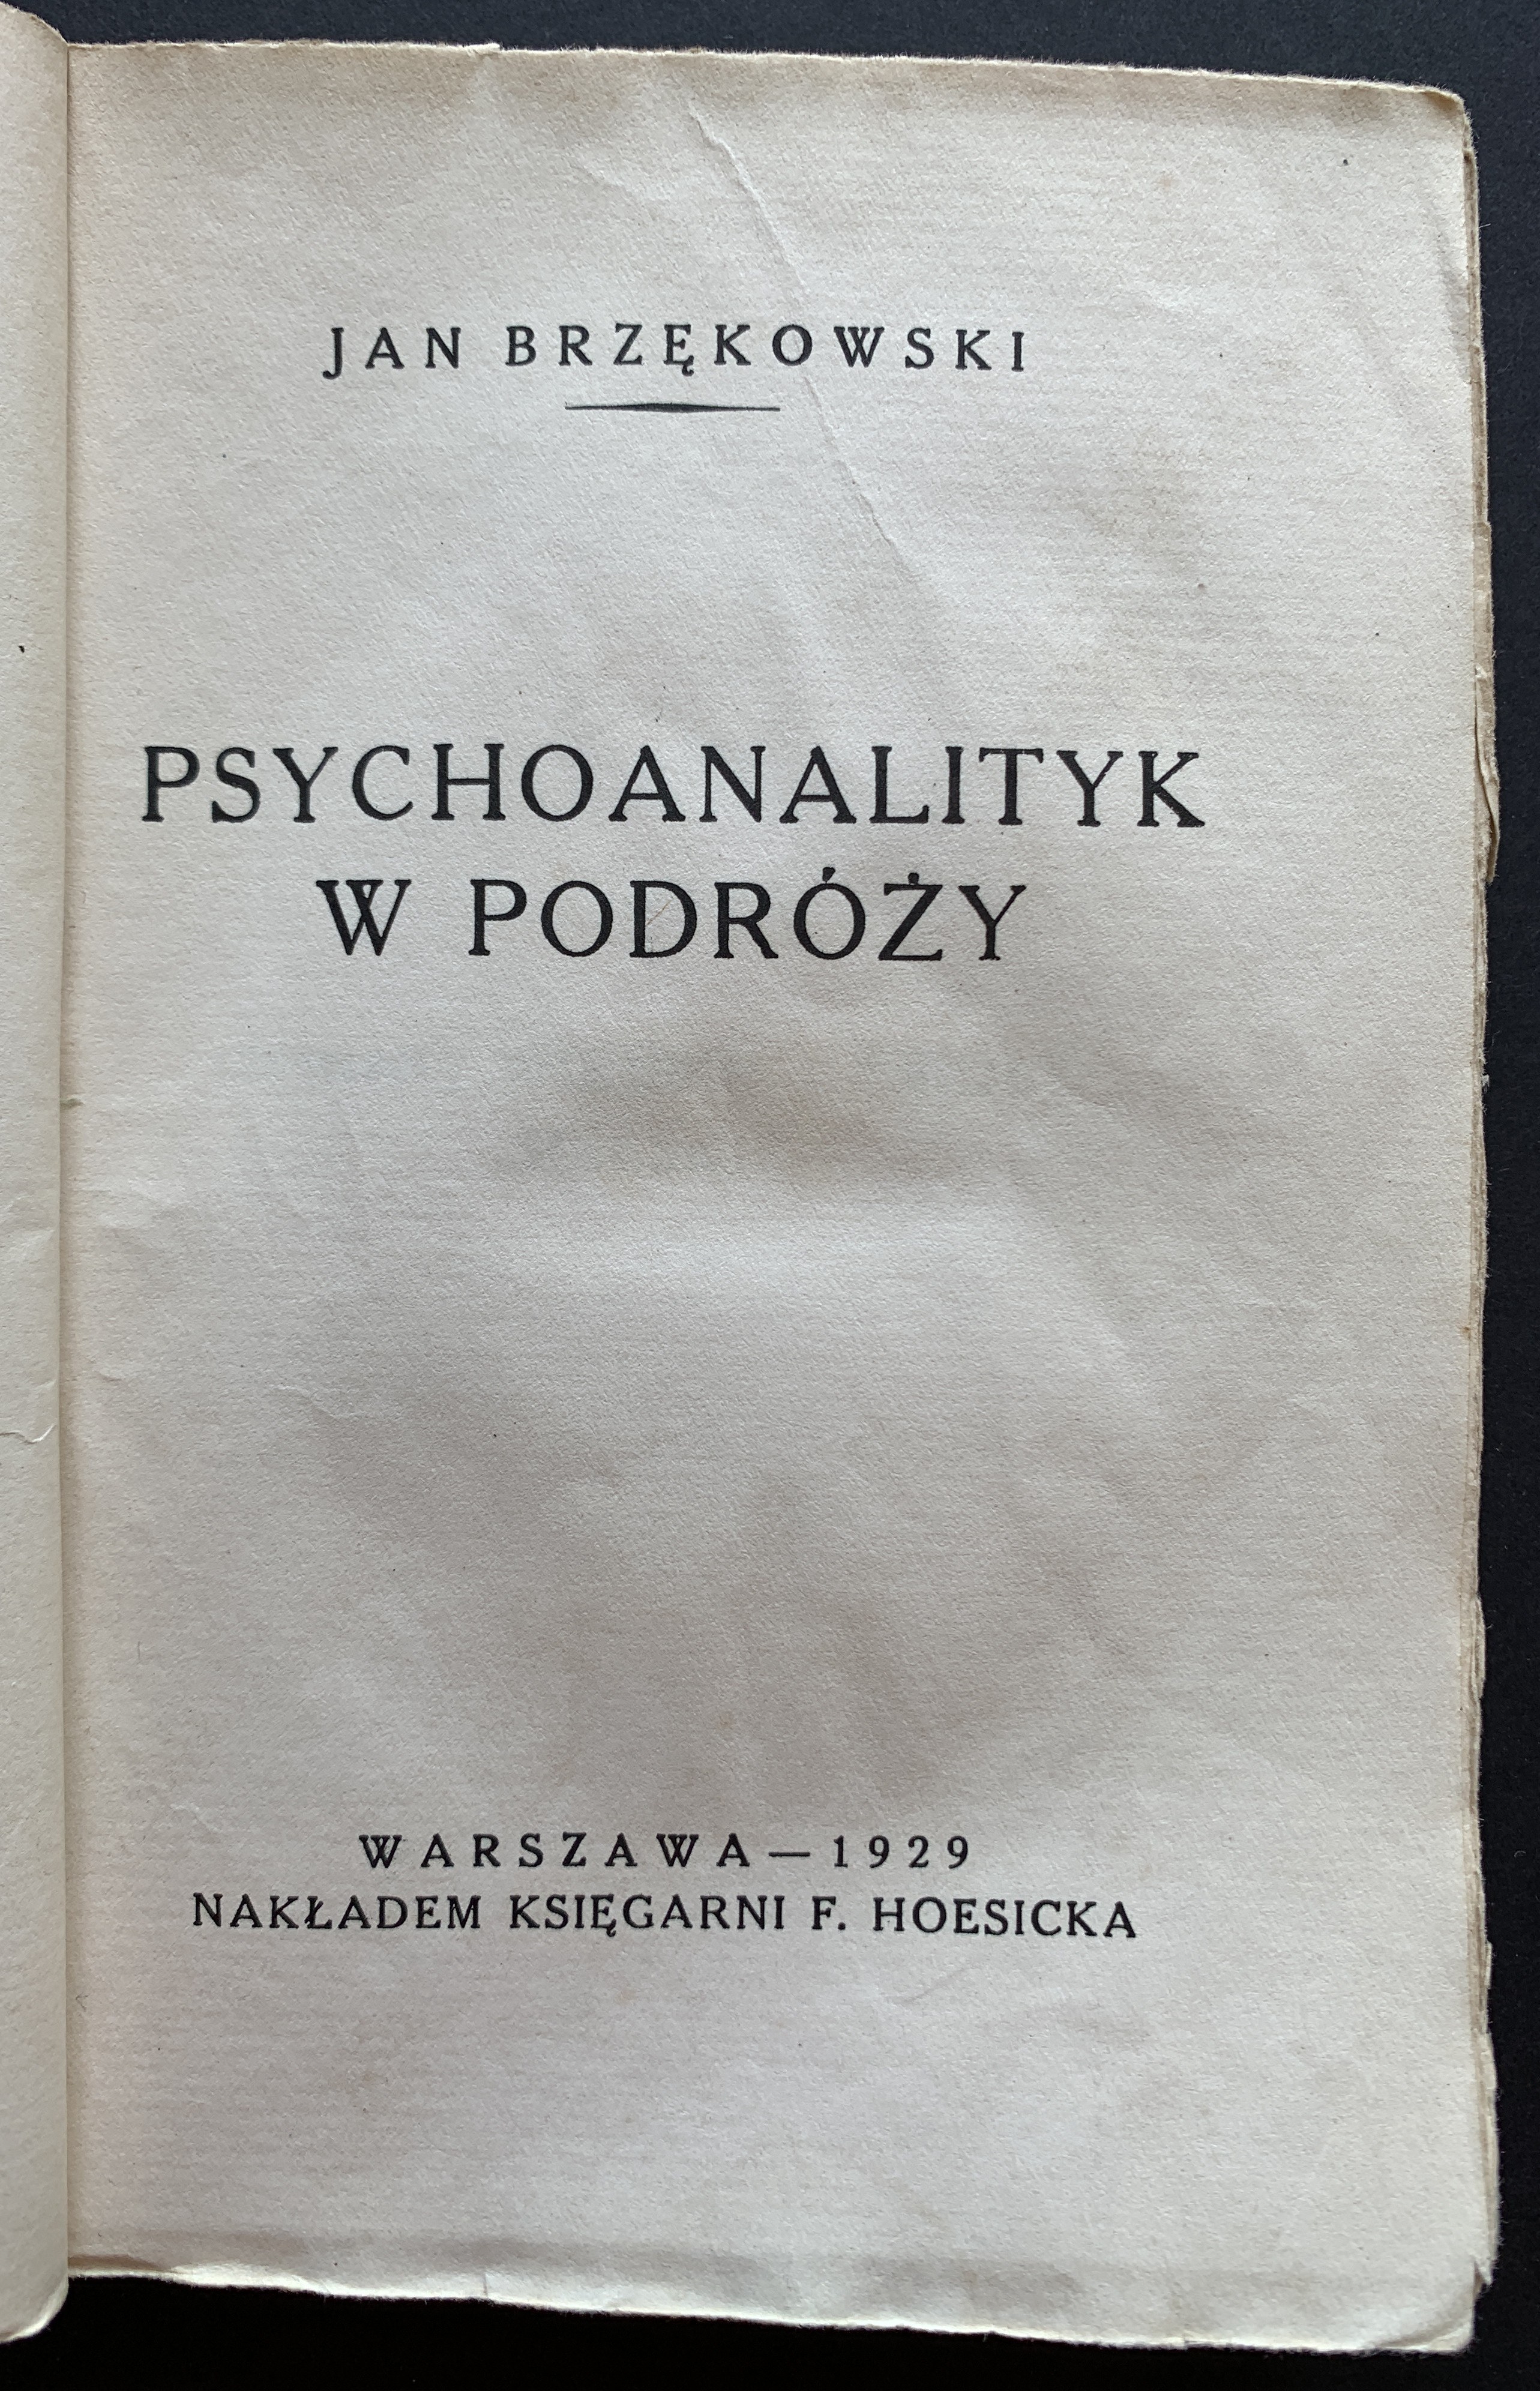 JAN BRZĘKOWSKI
PSYCHOANALITYK
W PODRÓŻY
WARSZAWA — 1929
NAKŁADEM KSIĘGARNI F. HOESICKA